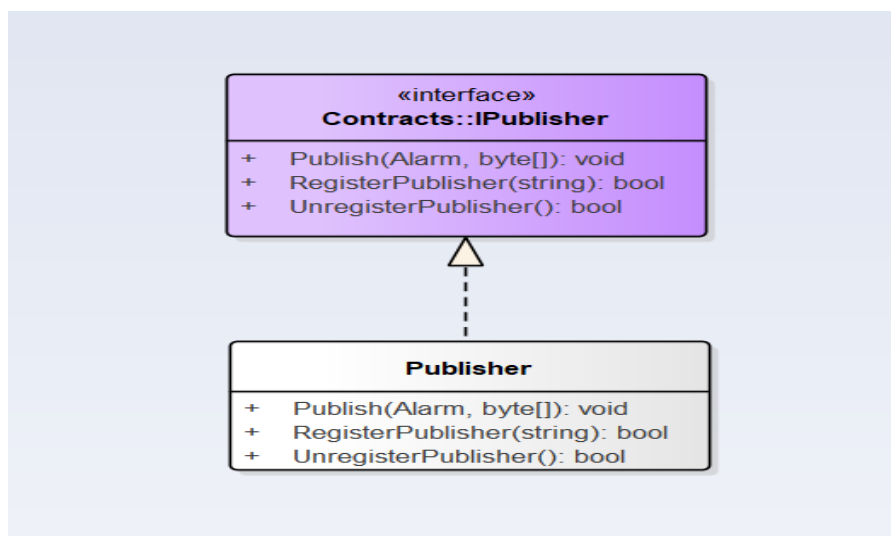 «interface»
Contracts::IPublisher
+ Publish(Alarm, byte[]): void
+ RegisterPublisher(string): bool
+ UnregisterPublisher(): bool
Publisher
+ Publish(Alarm, byte[]): void
+ RegisterPublisher(string): bool
+ UnregisterPublisher(): bool